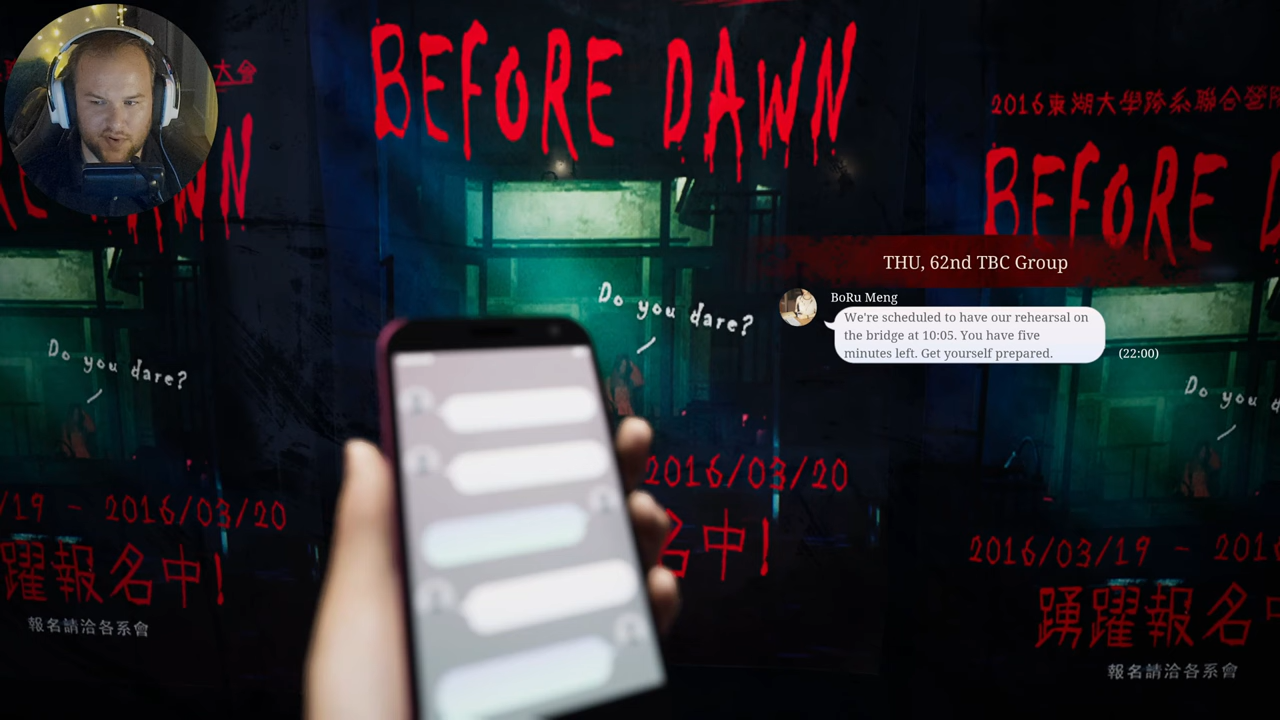 大會
BEFORE DAWN
2016東湖大學跨系聯合營
BEFORE D
THU, 62nd TBC Group
BoRu Meng
We're scheduled to have our rehearsal on
the bridge at 10:05. You have five
minutes left. Get yourself prepared.
(22:00)
Do you dare?
Do you dare?
Do you d
2016/03/20
名中!
/19 - 2016/03/20
躍報名中!
報名請洽各系會
2016/03/19 - 201
踴躍報名
報名請洽各系會